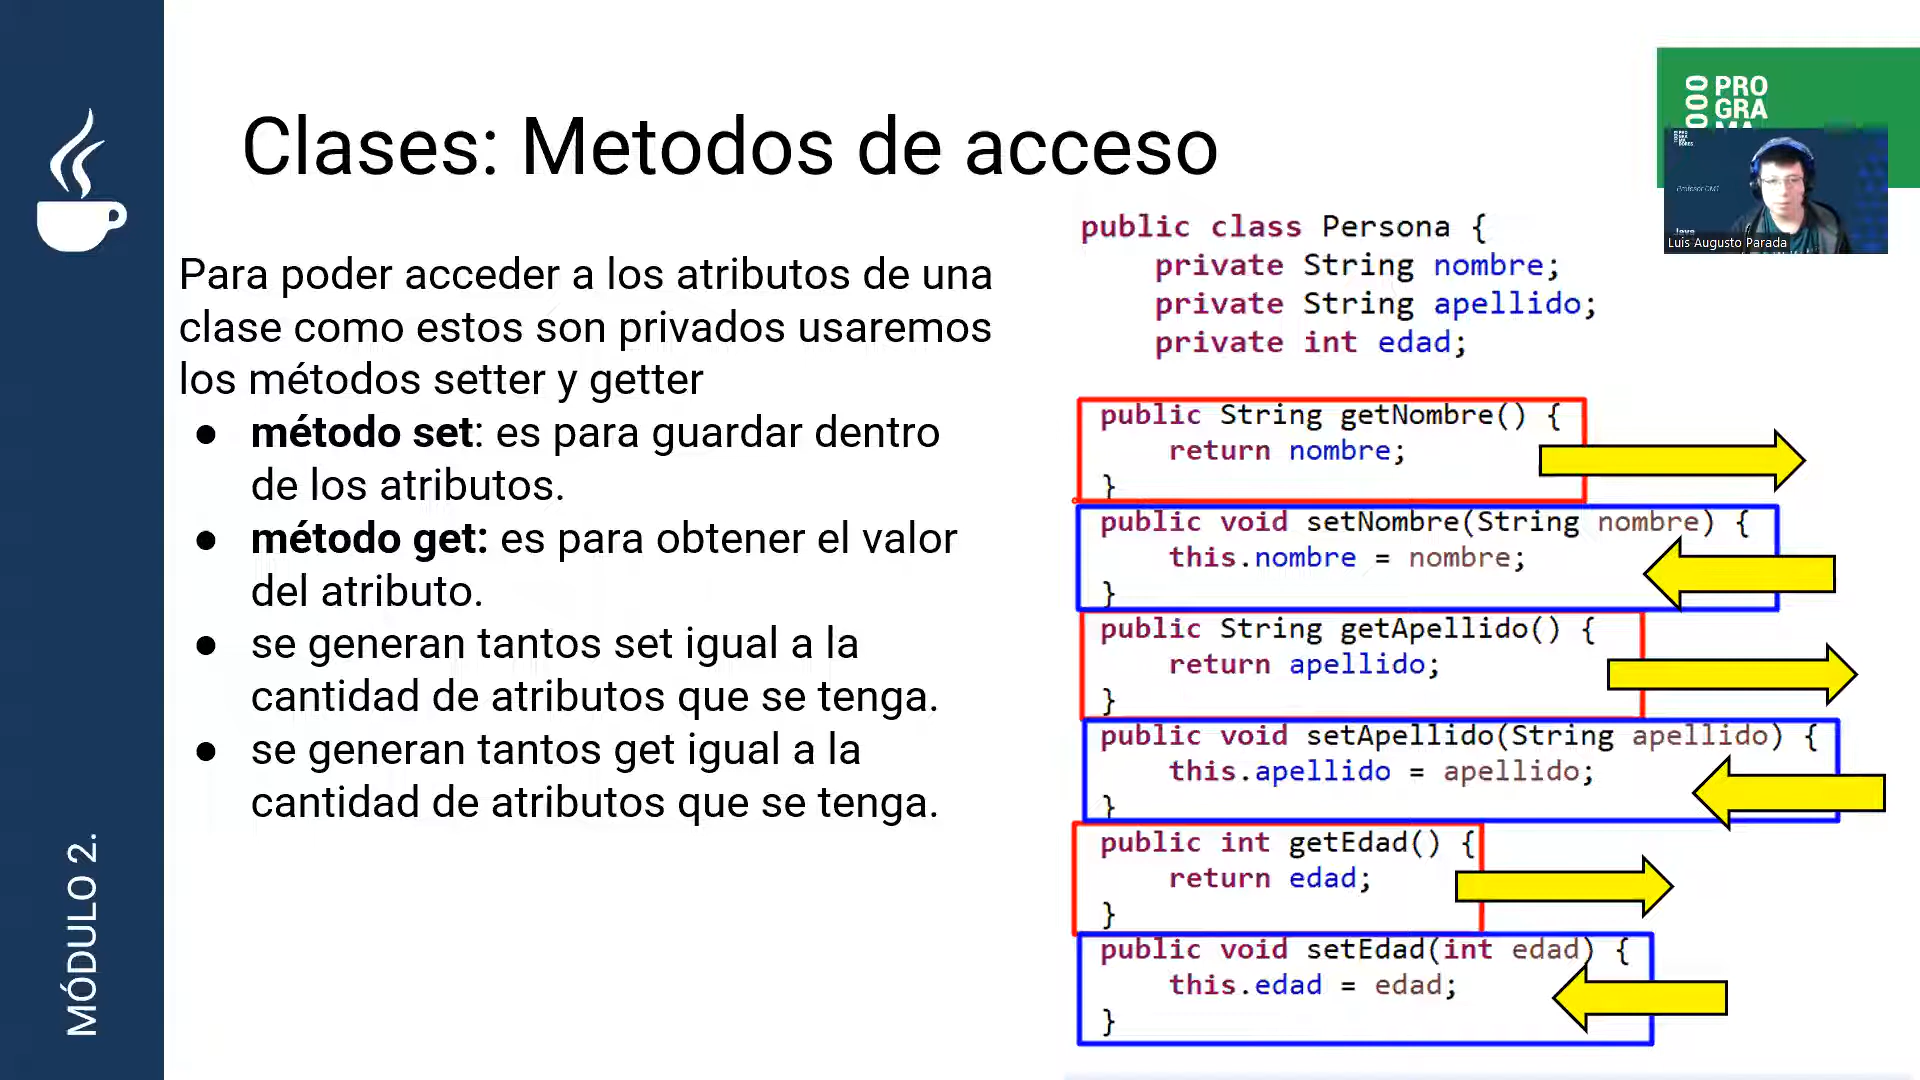 Clases: Metodos de acceso
Para poder acceder a los atributos de una
clase como estos son privados usaremos
los métodos setter y getter
● método set: es para guardar dentro
de los atributos.
● método get: es para obtener el valor
del atributo.
● se generan tantos set igual a la
cantidad de atributos que se tenga.
● se generan tantos get igual a la
cantidad de atributos que se tenga.
MÓDULO 2.
public class Persona {
private String nombre;
private String apellido;
private int edad;
public String getNombre() {
return nombre;
}
public void setNombre(String nombre) {
this.nombre = nombre;
}
public String getApellido() {
return apellido;
}
public void setApellido(String apellido) {
this.apellido = apellido;
}
public int getEdad() {
return edad;
}
public void setEdad(int edad) {
this.edad = edad;
}
PRO
GRA
Luis Augusto Parada